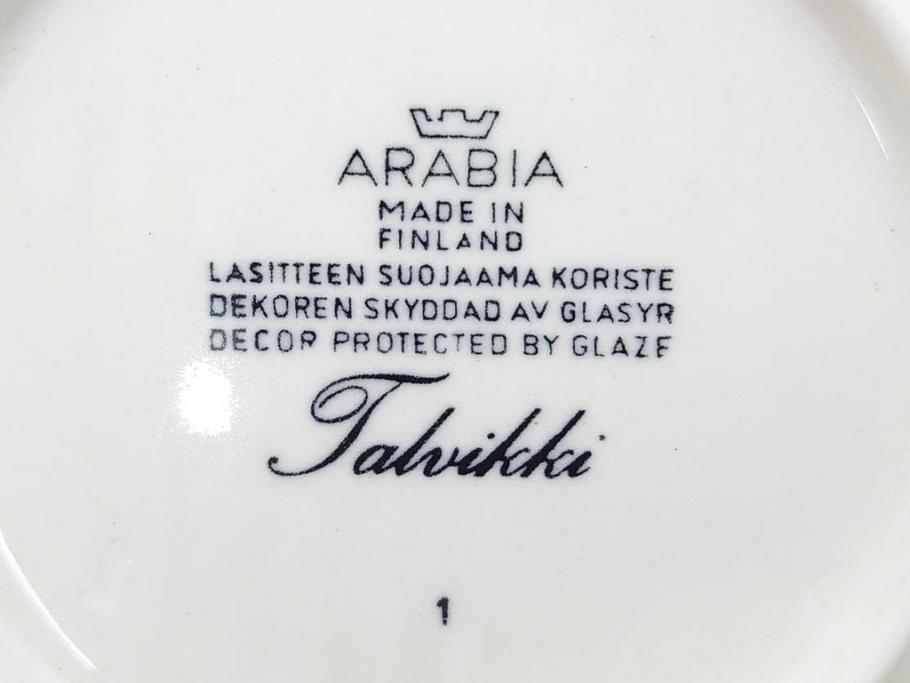 ARABIA
MADE IN
FINLAND
LASITTEEN SUOJAAMA KORISTE
DEKOREN SKYDDAD AV GLASYR
DECOR PROTECTED BY GLAZE
Talvikki
1